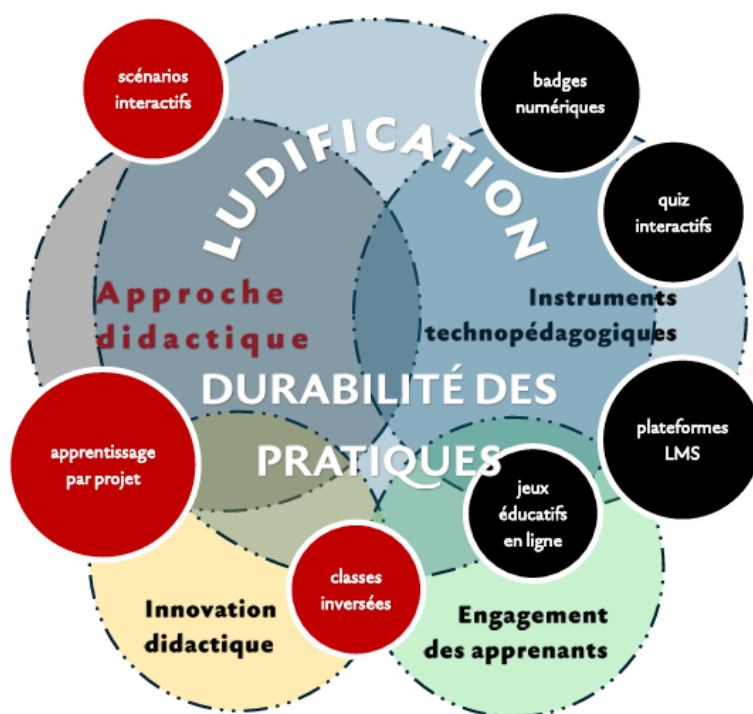 scénarios
interactifs
badges
numériques
LUDIFICATION
quiz
interactifs
Approche
didactique
Instruments
technopédagogiques
DURABILITÉ DES
PRATIQUES
apprentissage
par projet
plateformes
LMS
jeux
éducatifs
en ligne
classes
inversées
Innovation
didactique
Engagement
des apprenants